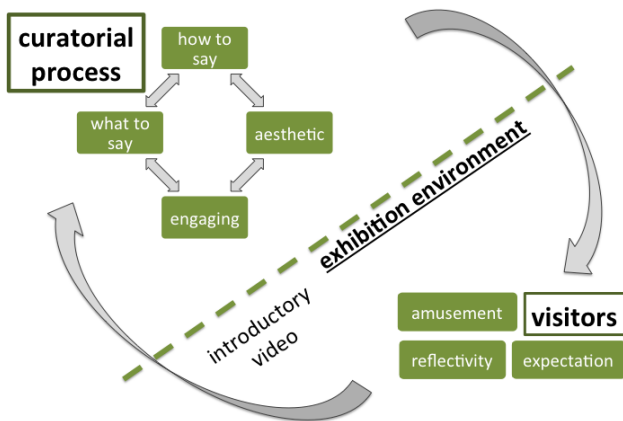 curatorial
process
how to
say
what to
say
aesthetic
engaging
exhibition environment
introductory
video
amusement
visitors
reflectivity
expectation